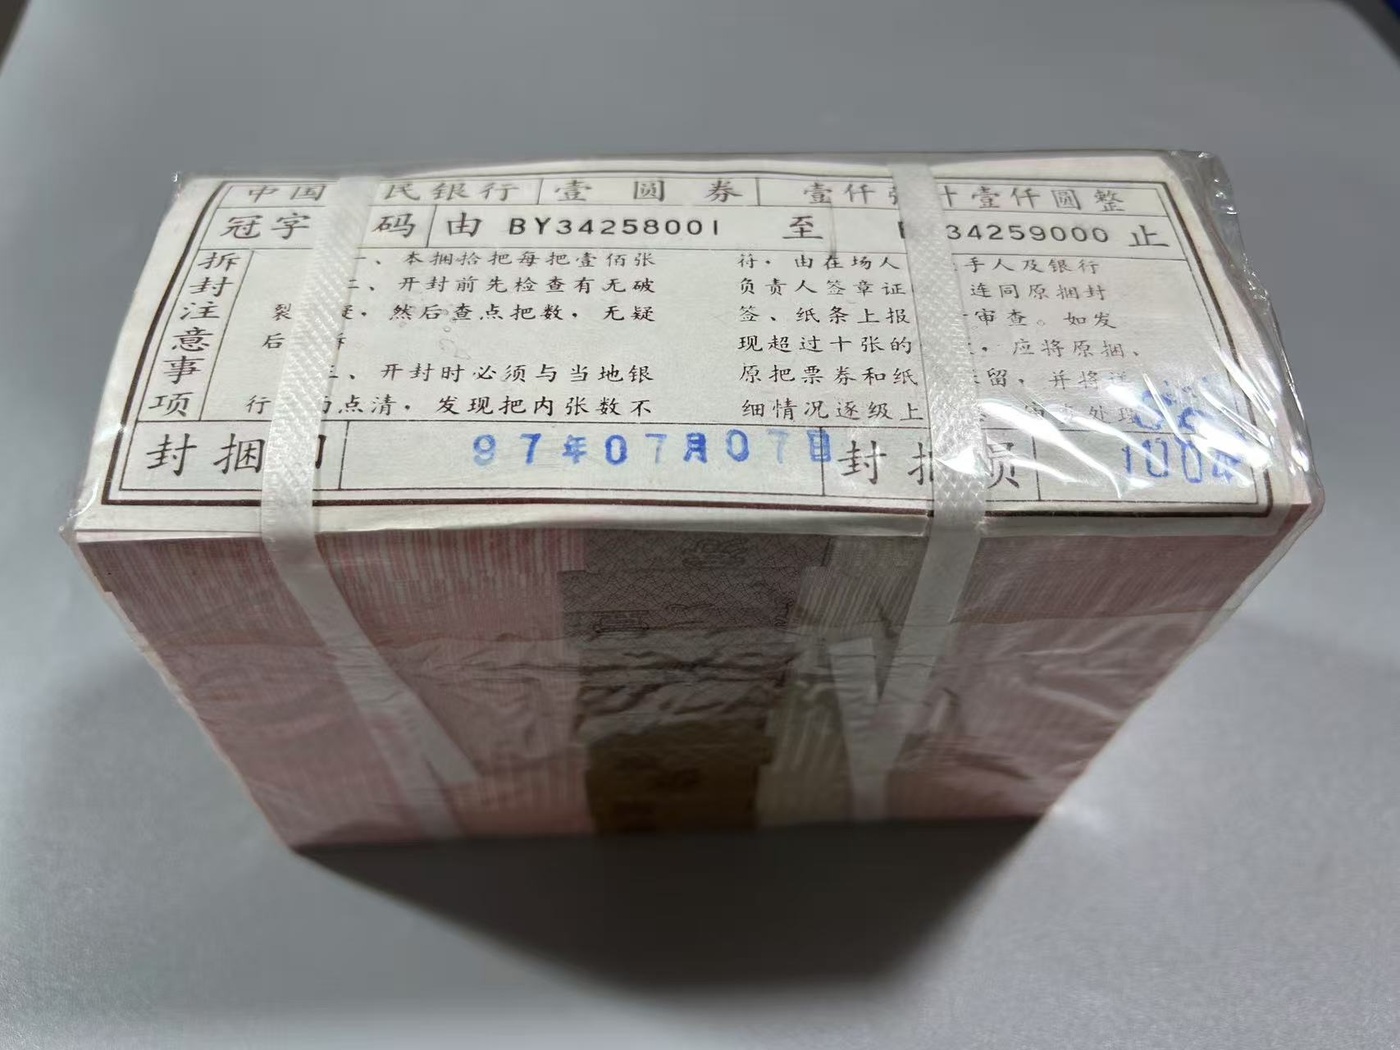 中国 民银行 壹圆券 壹仟 计壹仟圆整
冠字 码 由 BY34258001 至 34259000 止
拆封注意事项
一、本捆拾把每把壹佰张
二、开封前先检查有无破
裂 疑，然后查点把数，无疑
后 拆
三、开封时必须与当地银
行 点清，发现把内张数不
符，由在场人 手人及银行
负责人签章证 连同原捆封
签、纸条上报 审查。如发
现超过十张的 ，应将原捆、
原把票券和纸 留，并将详
细情况逐级上 处理
封捆 97年07月07日 封 员 100